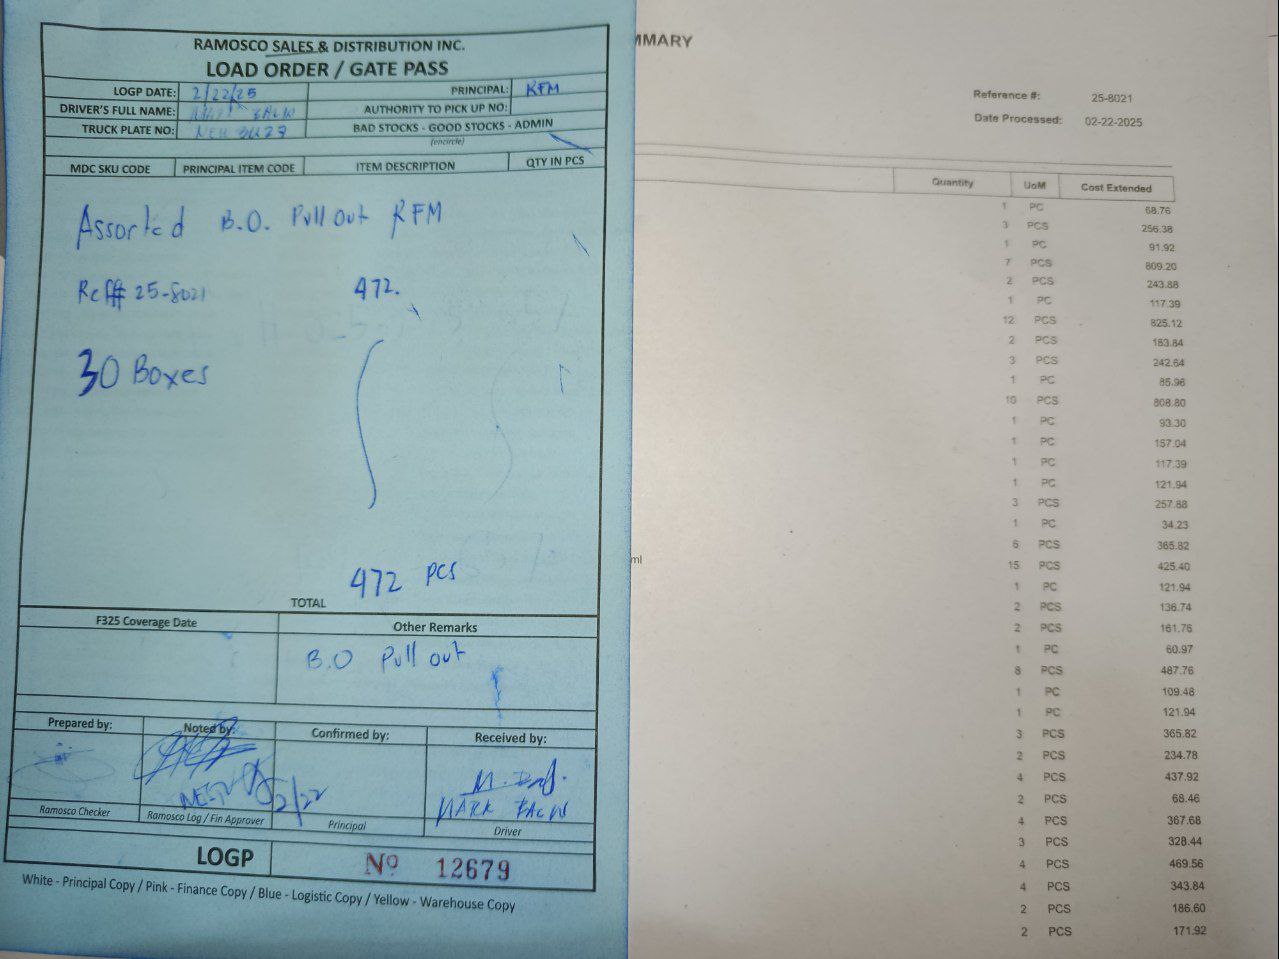 RAMOSCO SALES & DISTRIBUTION INC.
LOAD ORDER / GATE PASS
LOGP DATE: 2/22/25 PRINCIPAL: RFM
DRIVER'S FULL NAME: AUTHORITY TO PICK UP NO:
TRUCK PLATE NO: BAD STOCKS - GOOD STOCKS - ADMIN
(encircle)
MDC SKU CODE PRINCIPAL ITEM CODE ITEM DESCRIPTION QTY IN PCS
Assorted B.O. Pull out RFM
Ref# 25-8021 472.
30 Boxes
472 PCS
TOTAL
F325 Coverage Date Other Remarks
B.O Pull out
Prepared by: Noted by: Confirmed by: Received by:
2/22
MARK
Ramosco Checker Ramosco Log / Fin Approver Principal Driver
LOGP Nº 12679
White - Principal Copy / Pink - Finance Copy / Blue - Logistic Copy / Yellow - Warehouse Copy
MMARY
Reference #: 25-8021
Date Processed: 02-22-2025
Quantity UoM Cost Extended
1 PC 68.76
3 PCS 256.38
1 PC 91.92
7 PCS 809.20
2 PCS 243.88
1 PC 117.39
12 PCS 825.12
2 PCS 183.84
3 PCS 242.64
1 PC 85.96
10 PCS 808.80
1 PC 93.30
1 PC 157.04
1 PC 117.39
1 PC 121.94
3 PCS 257.88
1 PC 34.23
ml 6 PCS 365.82
15 PCS 425.40
1 PC 121.94
2 PCS 136.74
2 PCS 161.76
1 PC 60.97
8 PCS 487.76
1 PC 109.48
1 PC 121.94
3 PCS 365.82
2 PCS 234.78
4 PCS 437.92
2 PCS 68.46
4 PCS 367.68
3 PCS 328.44
4 PCS 469.56
4 PCS 343.84
2 PCS 186.60
2 PCS 171.92